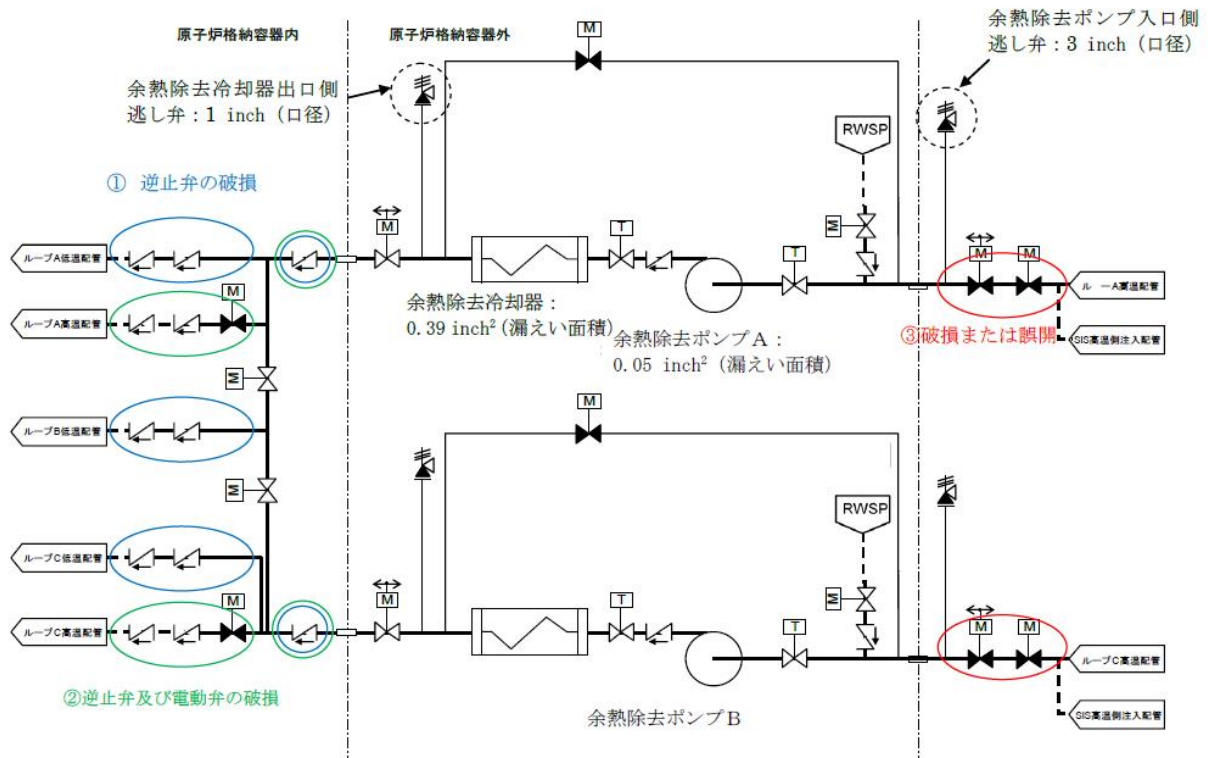 原子炉格納容器内
原子炉格納容器外
余熱除去ポンプ入口側
逃し弁：3 inch（口径）
余熱除去冷却器出口側
逃し弁：1 inch（口径）
M
RWSP
① 逆止弁の破損
M
M
T
M
T
M
M
ループA低温配管
ループA高温配管
M
余熱除去冷却器：
0.39 inch²（漏えい面積）
余熱除去ポンプA：
0.05 inch²（漏えい面積）
③破損または誤開
ル ーA高温配管
SIS高温側注入配管
M
ループB低温配管
M
M
RWSP
ループC低温配管
M
ループC高温配管
M
T
M
T
M
M
ループC高温配管
SIS高温側注入配管
②逆止弁及び電動弁の破損
余熱除去ポンプB